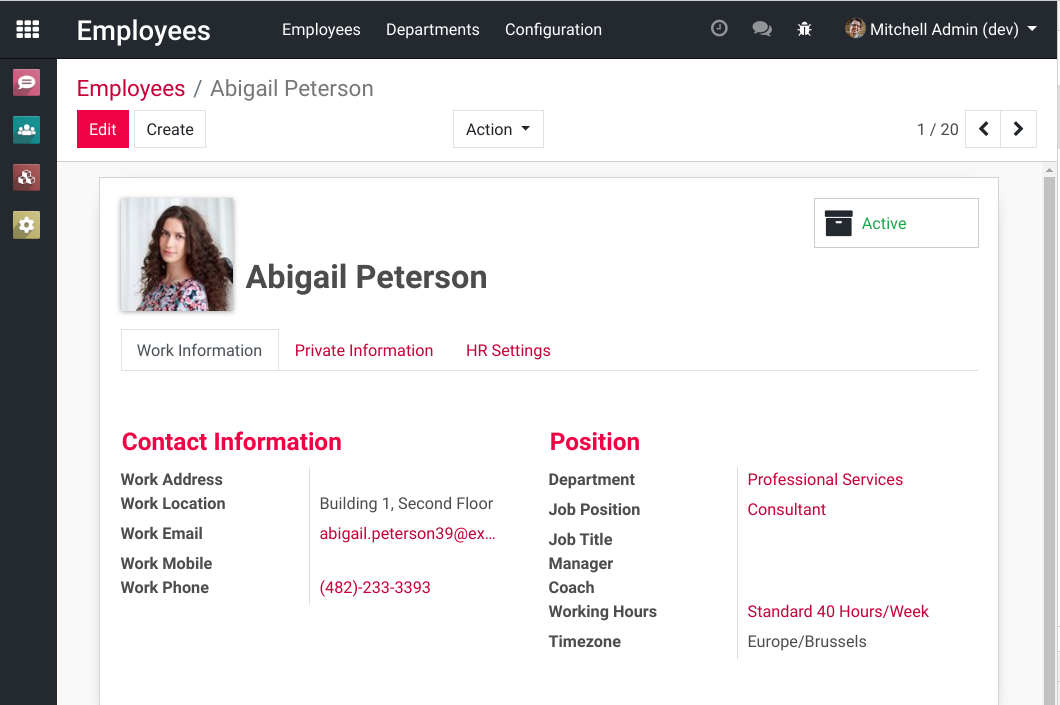 Employees Employees Departments Configuration Mitchell Admin (dev)
Employees / Abigail Peterson
Edit Create Action 1 / 20
Active
Abigail Peterson
Work Information Private Information HR Settings
Contact Information Position
Work Address Department Professional Services
Work Location Building 1, Second Floor Job Position Consultant
Work Email abigail.peterson39@ex... Job Title
Work Mobile Manager
Work Phone (482)-233-3393 Coach
Working Hours Standard 40 Hours/Week
Timezone Europe/Brussels